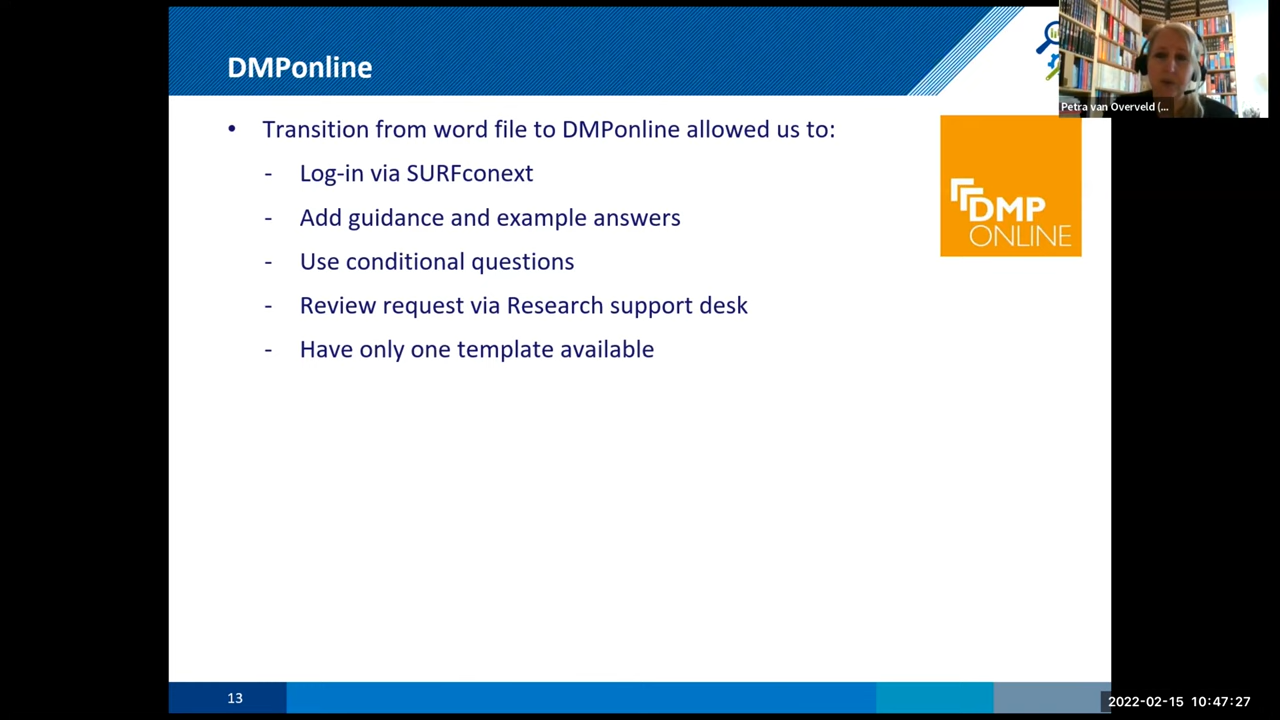 DMPonline
Petra van Overveld (...
• Transition from word file to DMPonline allowed us to:
- Log-in via SURFconext
- Add guidance and example answers
- Use conditional questions
- Review request via Research support desk
- Have only one template available
DMP
ONLINE
13
2022-02-15 10:47:27